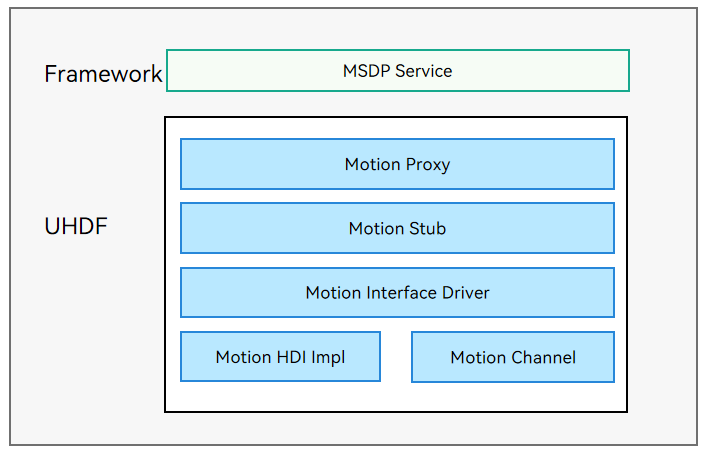 Framework
MSDP Service
Motion Proxy
UHDF
Motion Stub
Motion Interface Driver
Motion HDI Impl
Motion Channel